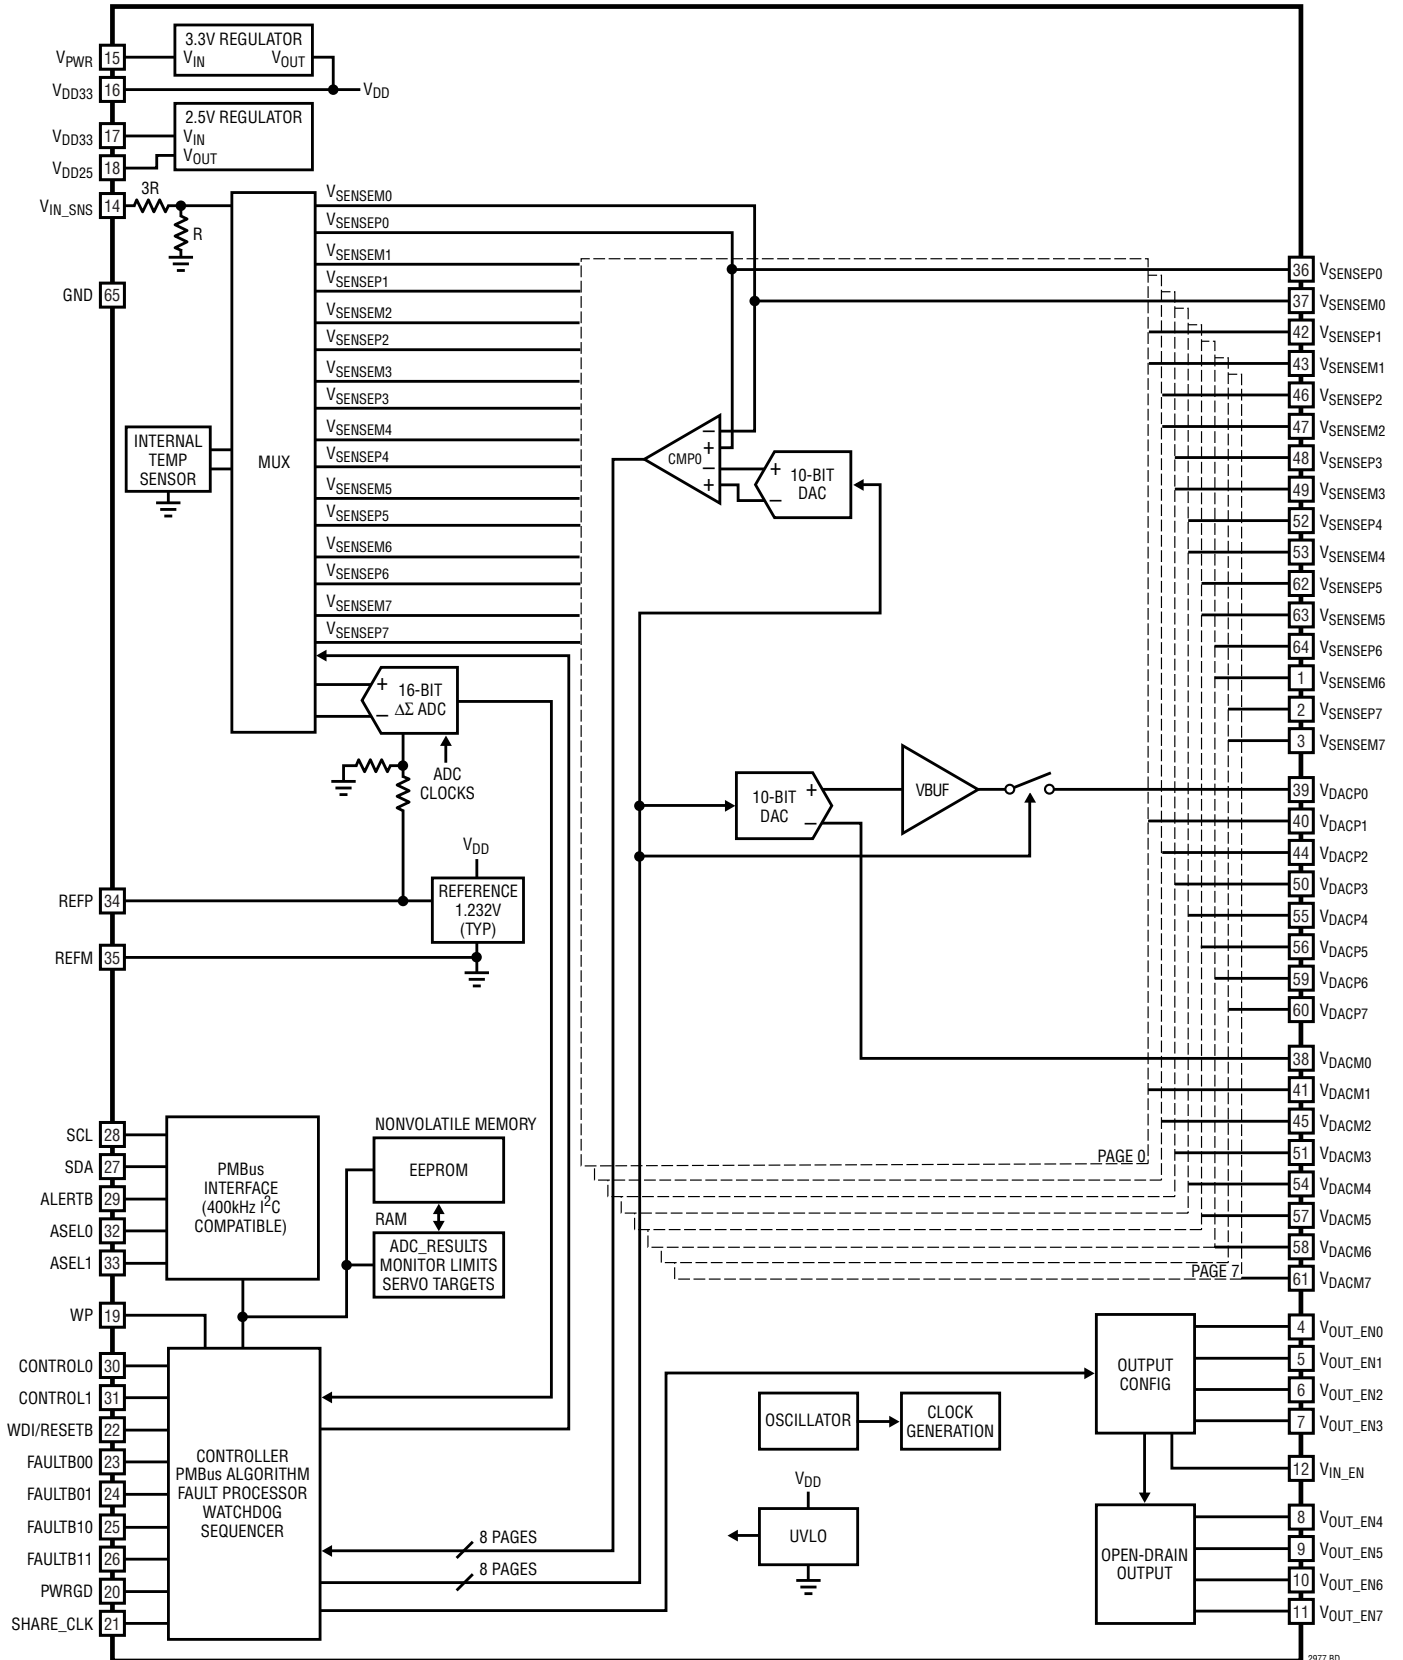 3.3V REGULATOR
VPWR 15 VIN VOUT
VDD33 16 VDD
2.5V REGULATOR
VDD33 17 VIN
VOUT
VDD25 18
3R
VIN_SNS 14
R
GND 65
MUX
INTERNAL
TEMP
SENSOR
VSENSEM0
VSENSEP0
VSENSEM1
VSENSEP1
VSENSEM2
VSENSEP2
VSENSEM3
VSENSEP3
VSENSEM4
VSENSEP4
VSENSEM5
VSENSEP5
VSENSEM6
VSENSEP6
VSENSEM7
VSENSEP7
–
+
CMP0
–
+
+
10-BIT
DAC
–
+
16-BIT
ΔΣ ADC
–
ADC
CLOCKS
VDD
REFERENCE
1.232V
(TYP)
REFP 34
REFM 35
10-BIT
DAC
+
–
VBUF
PAGE 0
PAGE 7
36 VSENSEP0
37 VSENSEM0
42 VSENSEP1
43 VSENSEM1
46 VSENSEP2
47 VSENSEM2
48 VSENSEP3
49 VSENSEM3
52 VSENSEP4
53 VSENSEM4
62 VSENSEP5
63 VSENSEM5
64 VSENSEP6
1 VSENSEM6
2 VSENSEP7
3 VSENSEM7
39 VDACP0
40 VDACP1
44 VDACP2
50 VDACP3
55 VDACP4
56 VDACP5
59 VDACP6
60 VDACP7
38 VDACM0
41 VDACM1
45 VDACM2
51 VDACM3
54 VDACM4
57 VDACM5
58 VDACM6
61 VDACM7
SCL 28
SDA 27
ALERTB 29
ASEL0 32
ASEL1 33
PMBus
INTERFACE
(400kHz I2C
COMPATIBLE)
NONVOLATILE MEMORY
EEPROM
RAM
ADC_RESULTS
MONITOR LIMITS
SERVO TARGETS
WP 19
CONTROL0 30
CONTROL1 31
WDI/RESETB 22
FAULTB00 23
FAULTB01 24
FAULTB10 25
FAULTB11 26
PWRGD 20
SHARE_CLK 21
CONTROLLER
PMBus ALGORITHM
FAULT PROCESSOR
WATCHDOG
SEQUENCER
8 PAGES
8 PAGES
OSCILLATOR
CLOCK
GENERATION
VDD
UVLO
OUTPUT
CONFIG
OPEN-DRAIN
OUTPUT
4 VOUT_EN0
5 VOUT_EN1
6 VOUT_EN2
7 VOUT_EN3
12 VIN_EN
8 VOUT_EN4
9 VOUT_EN5
10 VOUT_EN6
11 VOUT_EN7
2977 BD